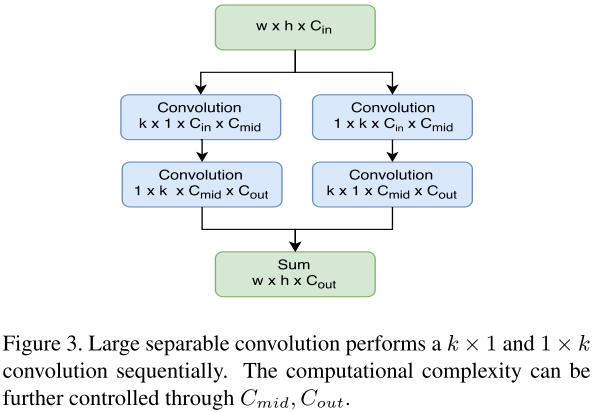 w x h x C_in
Convolution
k x 1 x C_in x C_mid
Convolution
1 x k x C_in x C_mid
Convolution
1 x k x C_mid x C_out
Convolution
k x 1 x C_mid x C_out
Sum
w x h x C_out
Figure 3. Large separable convolution performs a k × 1 and 1 × k
convolution sequentially. The computational complexity can be
further controlled through C_mid, C_out.